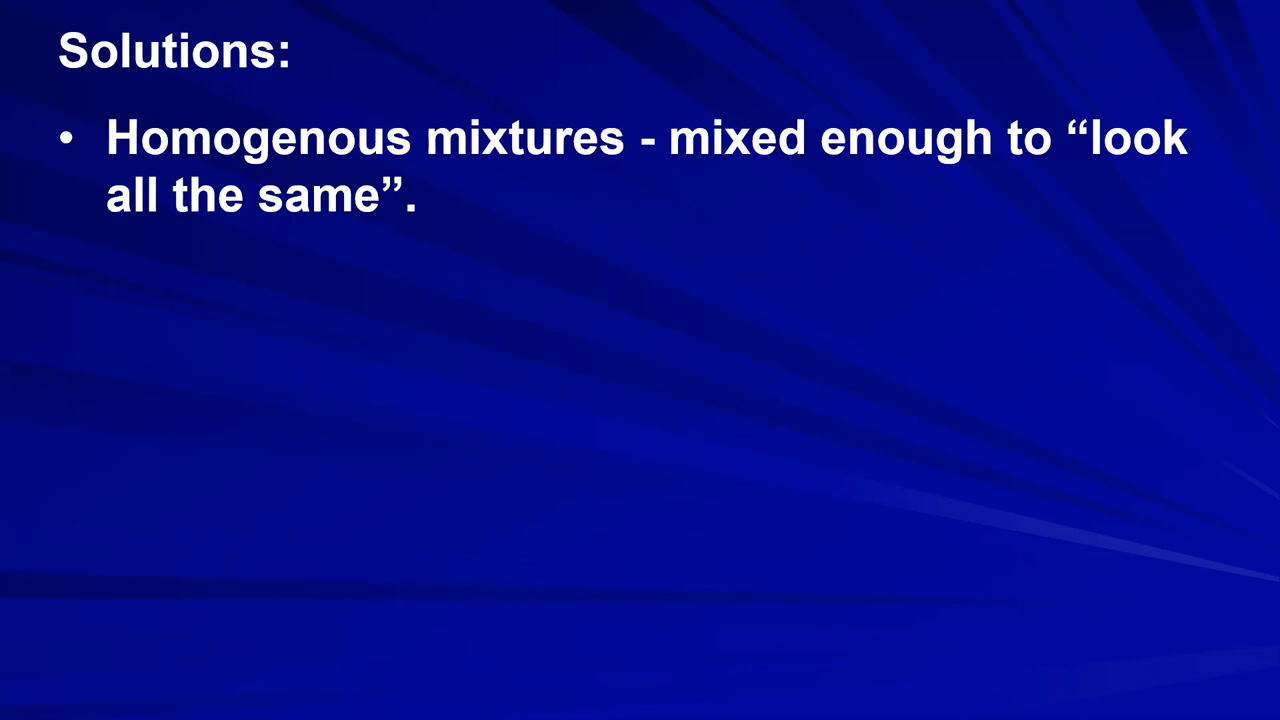 Solutions:
• Homogenous mixtures - mixed enough to “look
all the same”.